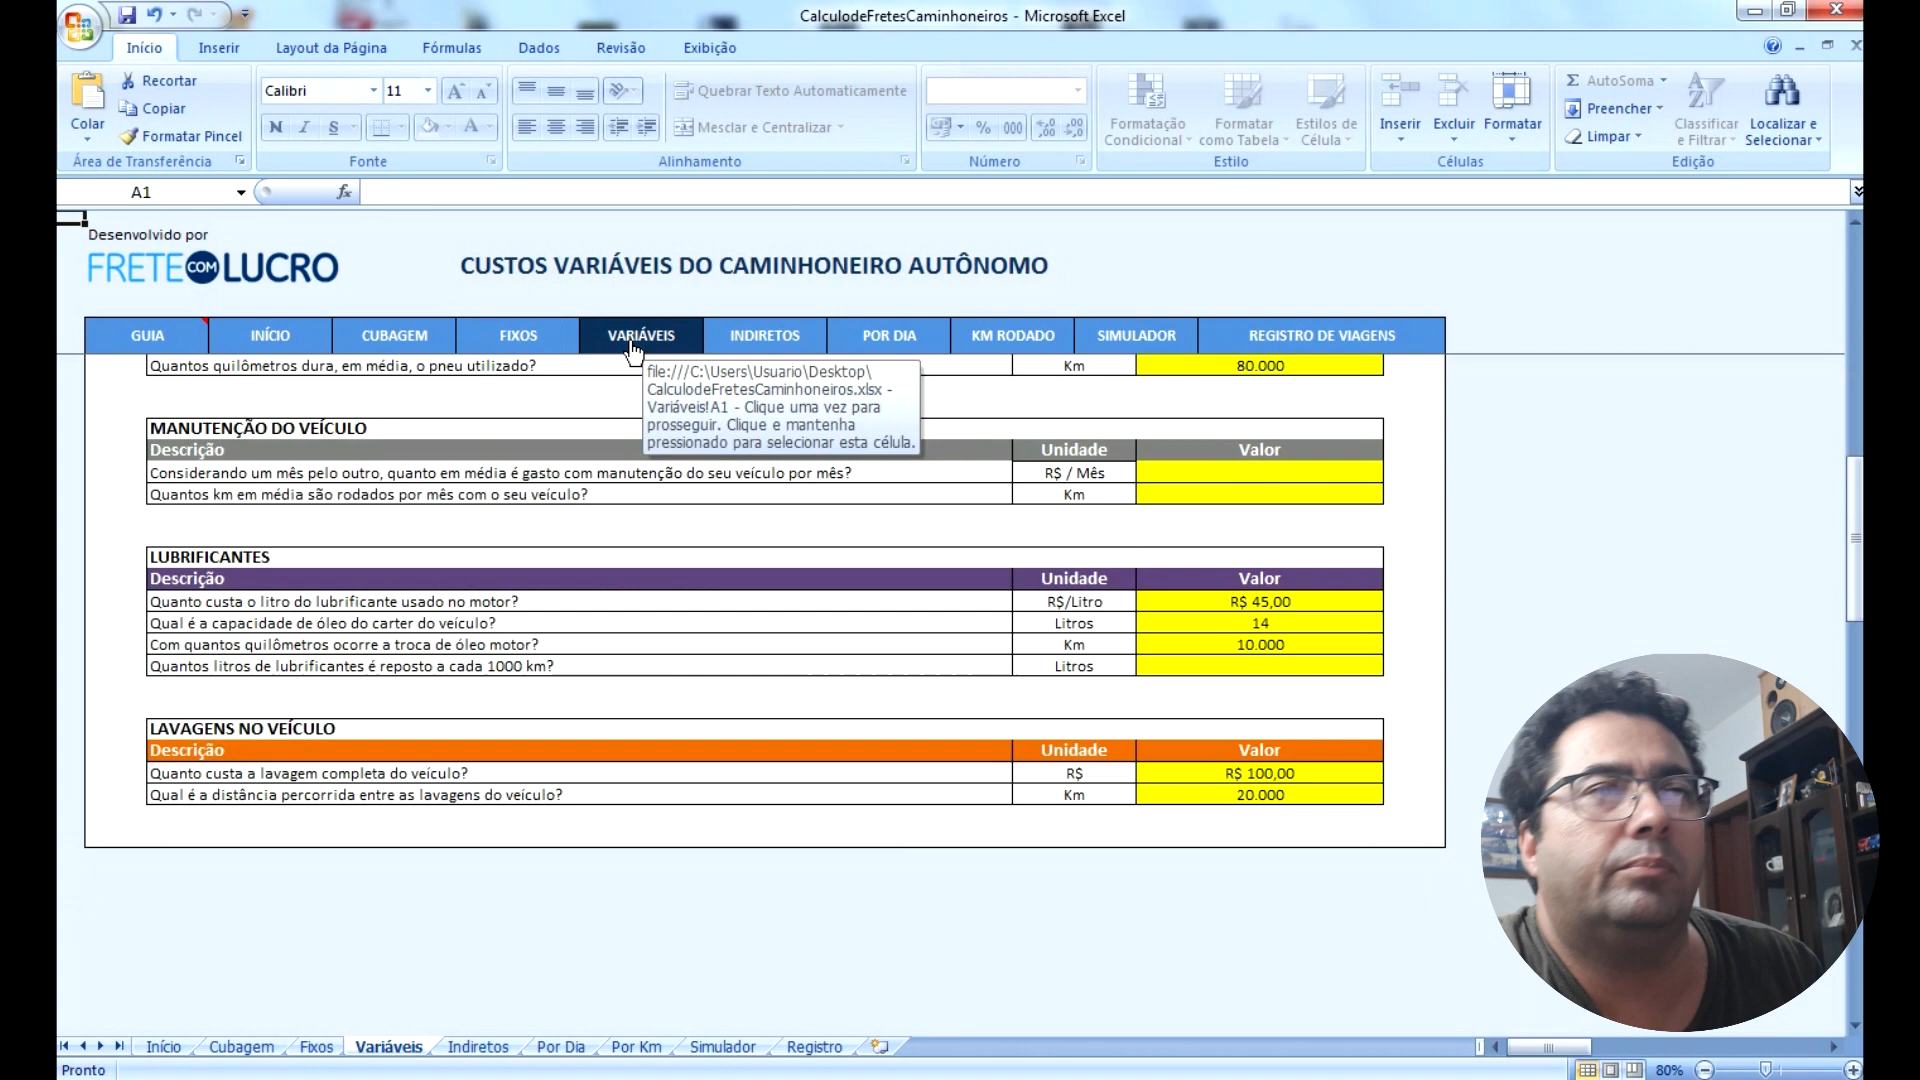 CalculodeFretesCaminhoneiros - Microsoft Excel
Início Inserir Layout da Página Fórmulas Dados Revisão Exibição
Colar
Recortar
Copiar
Formatar Pincel
Área de Transferência
Calibri 11
N I S
Fonte
Quebrar Texto Automaticamente
Mesclar e Centralizar
Alinhamento
% 000
Número
Formatação Condicional
Formatar como Tabela
Estilos de Célula
Estilo
Inserir Excluir Formatar
Células
Σ AutoSoma
Preencher
Limpar
Classificar e Filtrar
Localizar e Selecionar
Edição
A1 fx
Desenvolvido por
FRETE COM LUCRO
CUSTOS VARIÁVEIS DO CAMINHONEIRO AUTÔNOMO
GUIA INÍCIO CUBAGEM FIXOS VARIÁVEIS INDIRETOS POR DIA KM RODADO SIMULADOR REGISTRO DE VIAGENS
Quantos quilômetros dura, em média, o pneu utilizado? Km 80.000
file:///C:\Users\Usuario\Desktop\
CalculodeFretesCaminhoneiros.xlsx -
Variáveis!A1 - Clique uma vez para
prosseguir. Clique e mantenha
pressionado para selecionar esta célula.
MANUTENÇÃO DO VEÍCULO
Descrição Unidade Valor
Considerando um mês pelo outro, quanto em média é gasto com manutenção do seu veículo por mês? R$ / Mês
Quantos km em média são rodados por mês com o seu veículo? Km
LUBRIFICANTES
Descrição Unidade Valor
Quanto custa o litro do lubrificante usado no motor? R$/Litro R$ 45,00
Qual é a capacidade de óleo do carter do veículo? Litros 14
Com quantos quilômetros ocorre a troca de óleo motor? Km 10.000
Quantos litros de lubrificantes é reposto a cada 1000 km? Litros
LAVAGENS NO VEÍCULO
Descrição Unidade Valor
Quanto custa a lavagem completa do veículo? R$ R$ 100,00
Qual é a distância percorrida entre as lavagens do veículo? Km 20.000
Início Cubagem Fixos Variáveis Indiretos Por Dia Por Km Simulador Registro
Pronto 80%